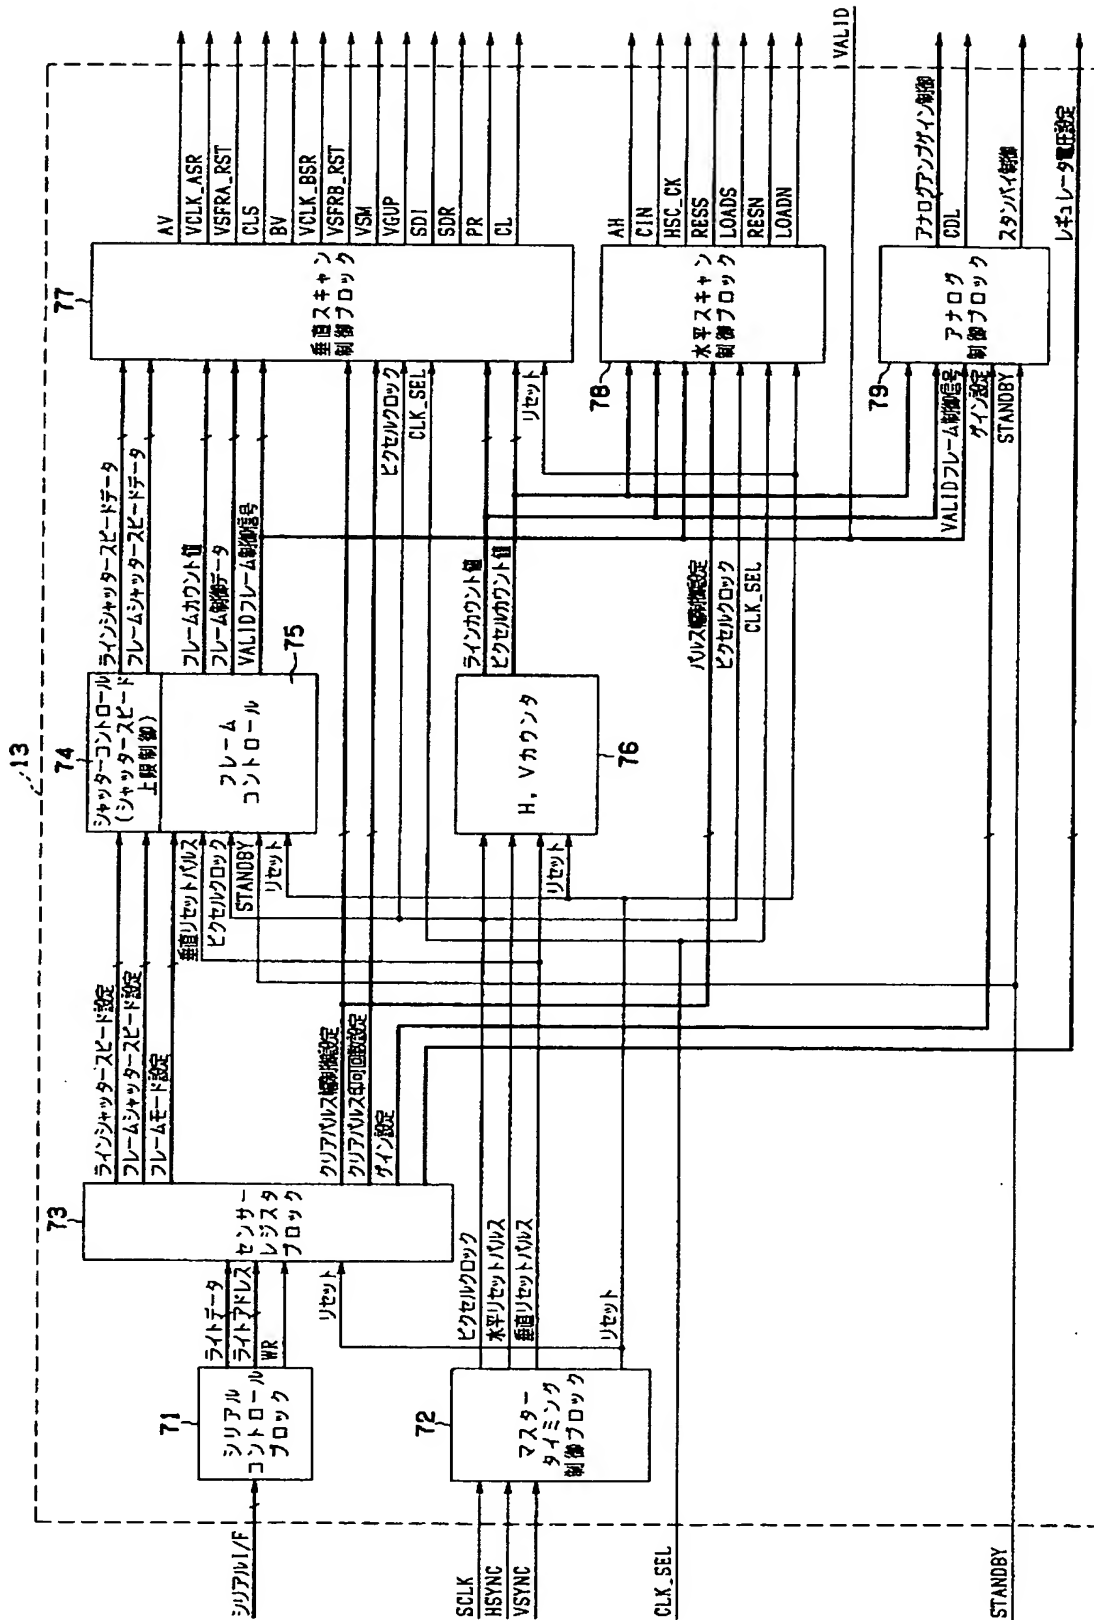 13
シリアルI/F
SCLK
HSYNC
VSYNC
CLK_SEL
STANDBY
71
シリアル
コントロール
ブロック
ライトデータ
ライトアドレス
WR
72
マスター
タイミング
制御ブロック
ピクセルクロック
水平リセットパルス
垂直リセットパルス
リセット
73
センサー
レジスタ
ブロック
リセット
ラインシャッタースピード設定
フレームシャッタースピード設定
フレームモード設定
クリアパルス幅制御設定
クリアパルス印可回数設定
ゲイン設定
垂直リセットパルス
ピクセルクロック
STANDBY
リセット
74
シャッターコントロール
(シャッタースピード
上限制御)
フレーム
コントロール
75
ラインシャッタースピードデータ
フレームシャッタースピードデータ
フレームカウント値
フレーム制御データ
VALIDフレーム制御信号
リセット
H, Vカウンタ
76
ラインカウント値
ピクセルカウント値
パルス幅制御設定
ピクセルクロック
CLK_SEL
77
垂直スキャン
制御ブロック
ピクセルクロック
CLK_SEL
リセット
AV
VCLK_ASR
VSFRA_RST
CLS
BV
VCLK_BSR
VSFRB_RST
VSM
VGUP
SDI
SDR
PR
CL
78
水平スキャン
制御ブロック
AH
CIN
HSC_CK
RESS
LOADS
RESN
LOADN
VALID
79
アナログ
制御ブロック
VALIDフレーム制御信号
ゲイン設定
STANDBY
アナログアンプゲイン制御
CDL
スタンバイ制御
レギュレータ電圧設定